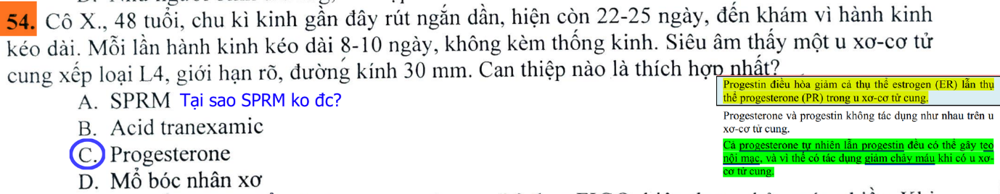 54. Cô X., 48 tuổi, chu kì kinh gần đây rút ngắn dần, hiện còn 22-25 ngày, đến khám vì hành kinh
kéo dài. Mỗi lần hành kinh kéo dài 8-10 ngày, không kèm thống kinh. Siêu âm thấy một u xơ-cơ tử
cung xếp loại L4, giới hạn rõ, đường kính 30 mm. Can thiệp nào là thích hợp nhất?
A. SPRM Tại sao SPRM ko đc?
B. Acid tranexamic
C. Progesterone
D. Mổ bóc nhân xơ
Progestin điều hòa giảm cả thụ thể estrogen (ER) lẫn thụ
thể progesterone (PR) trong u xơ-cơ tử cung.
Progesterone và progestin không tác dụng như nhau trên u
xơ-cơ tử cung.
Cả progesterone tự nhiên lẫn progestin đều có thể gây teo
nội mạc, và vì thế có tác dụng giảm chảy máu khi có u xơ-
cơ tử cung.